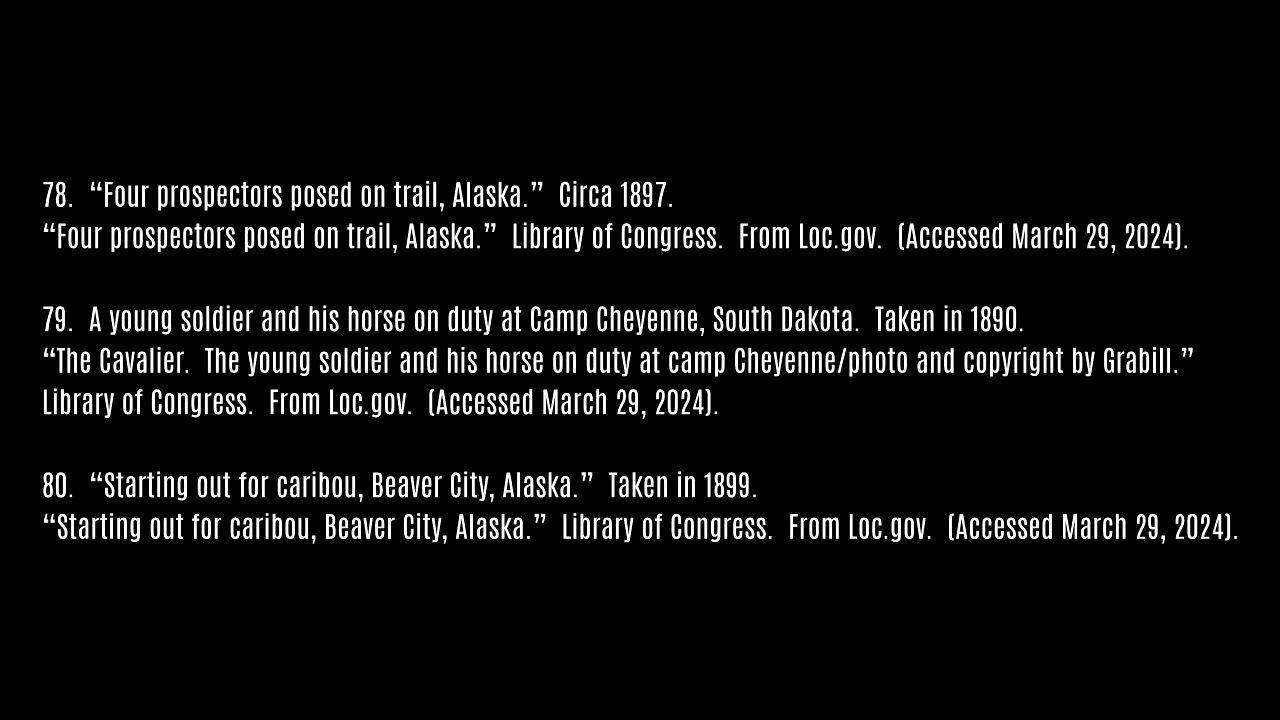 78.  “Four prospectors posed on trail, Alaska.”  Circa 1897.
“Four prospectors posed on trail, Alaska.”  Library of Congress.  From Loc.gov.  (Accessed March 29, 2024).
79.  A young soldier and his horse on duty at Camp Cheyenne, South Dakota.  Taken in 1890.
“The Cavalier.  The young soldier and his horse on duty at camp Cheyenne/photo and copyright by Grabill.”
Library of Congress.  From Loc.gov.  (Accessed March 29, 2024).
80.  “Starting out for caribou, Beaver City, Alaska.”  Taken in 1899.
“Starting out for caribou, Beaver City, Alaska.”  Library of Congress.  From Loc.gov.  (Accessed March 29, 2024).